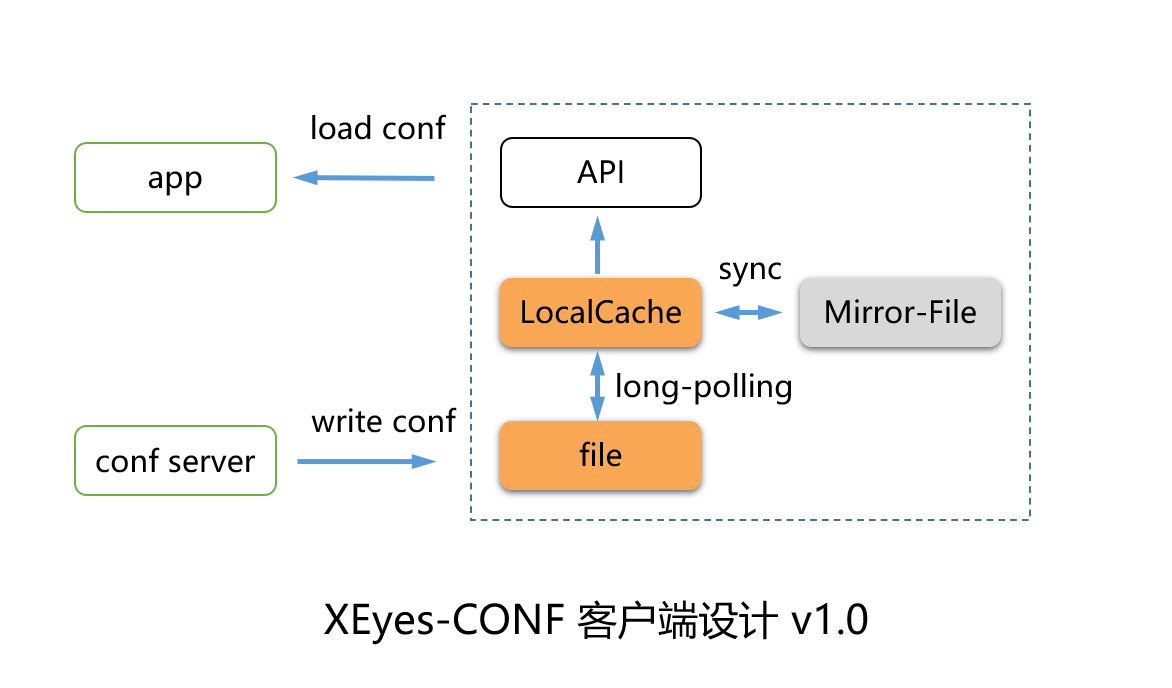 load conf
app
API
sync
LocalCache
Mirror-File
long-polling
write conf
conf server
file
XEyes-CONF 客户端设计 v1.0